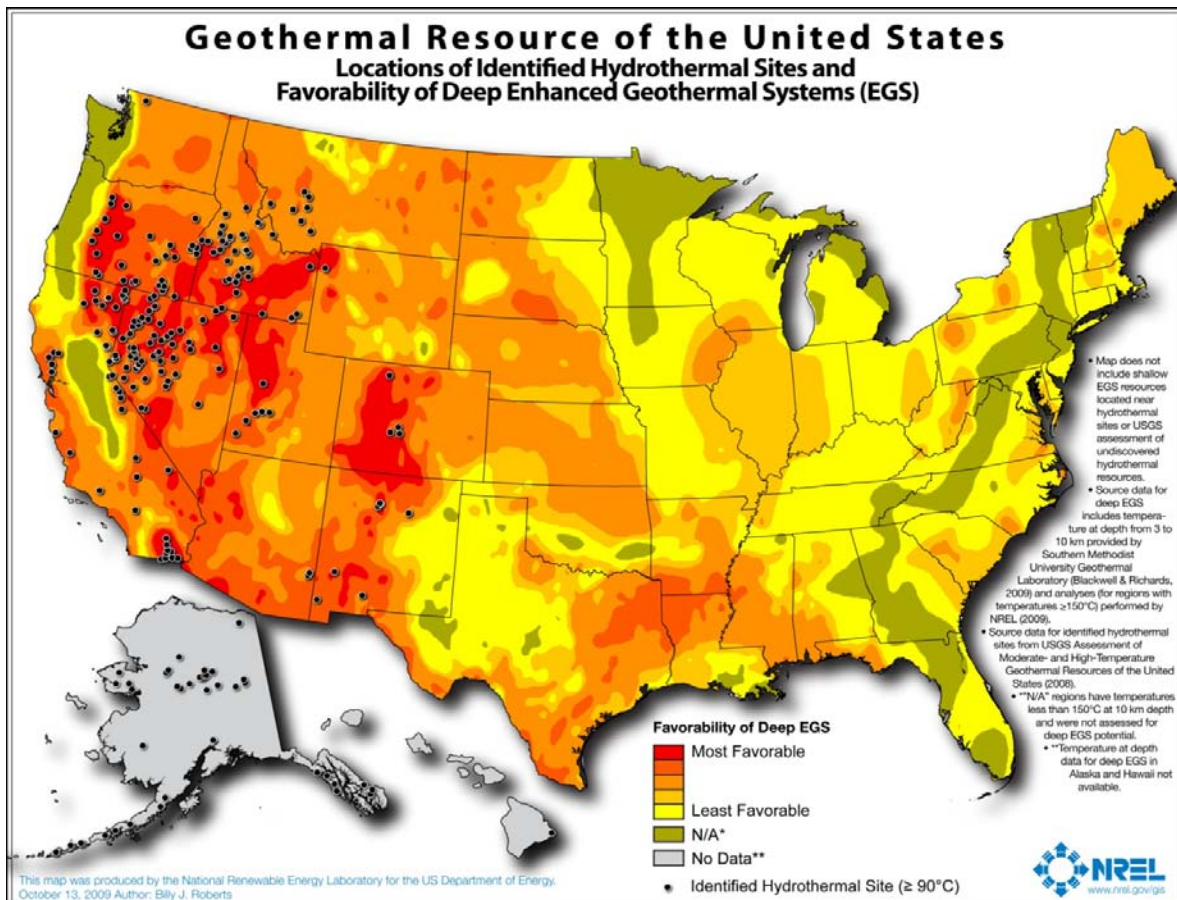 Geothermal Resource of the United States
Locations of Identified Hydrothermal Sites and
Favorability of Deep Enhanced Geothermal Systems (EGS)
• Map does not
include shallow
EGS resources
located near
hydrothermal
sites or USGS
assessment of
undiscovered
hydrothermal
resources.
• Source data for
deep EGS
includes tempera-
ture at depth from 3 to
10 km provided by
Southern Methodist
University Geothermal
Laboratory (Blackwell & Richards,
2009) and analyses (for regions with
temperatures ≥150°C) performed by
NREL (2009).
• Source data for identified hydrothermal
sites from USGS Assessment of
Moderate- and High-Temperature
Geothermal Resources of the United
States (2008).
• *"N/A" regions have temperatures
less than 150°C at 10 km depth
and were not assessed for
deep EGS potential.
• **Temperature at depth
data for deep EGS in
Alaska and Hawaii not
available.
Favorability of Deep EGS
Most Favorable
Least Favorable
N/A*
No Data**
Identified Hydrothermal Site (≥ 90°C)
This map was produced by the National Renewable Energy Laboratory for the US Department of Energy.
October 13, 2009 Author: Billy J. Roberts
NREL
www.nrel.gov/gis